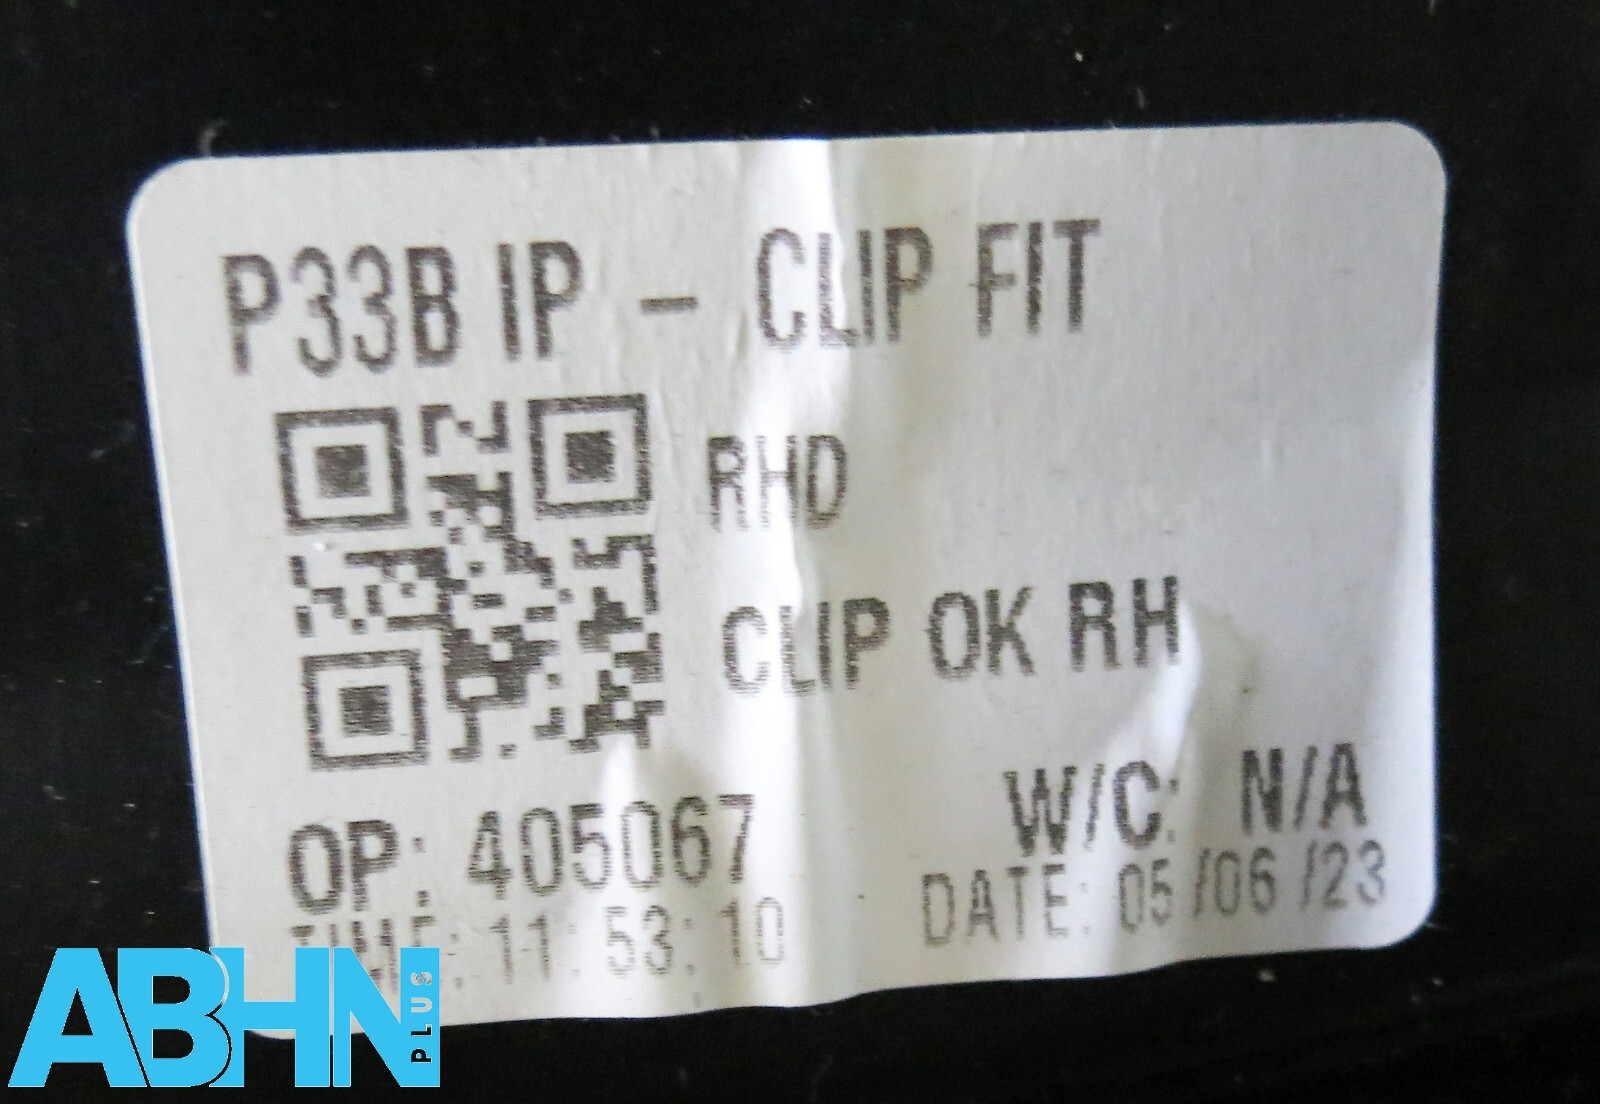 P33B IP - CLIP FIT
RHD
CLIP OK RH
W/C: N/A
OP: 405067
DATE: 05/06/23
TIME: 11:53:10
ABHN PLUS